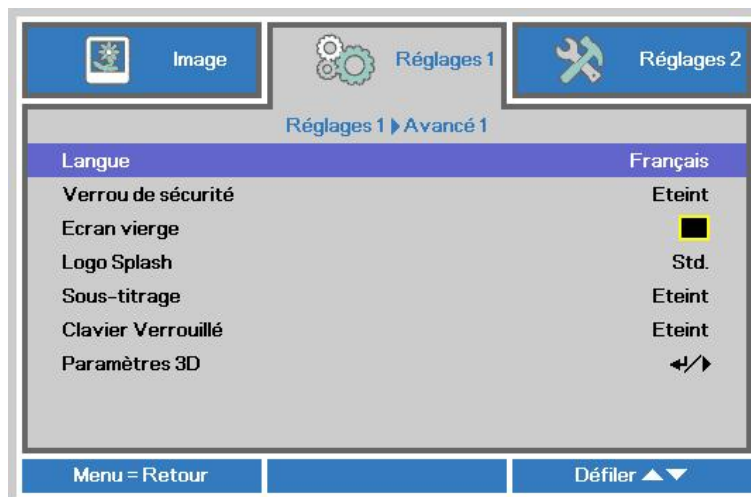 Image
Réglages 1
Réglages 2
Réglages 1 Avancé 1
Langue Français
Verrou de sécurité Eteint
Ecran vierge
Logo Splash Std.
Sous-titrage Eteint
Clavier Verrouillé Eteint
Paramètres 3D
Menu = Retour
Défiler